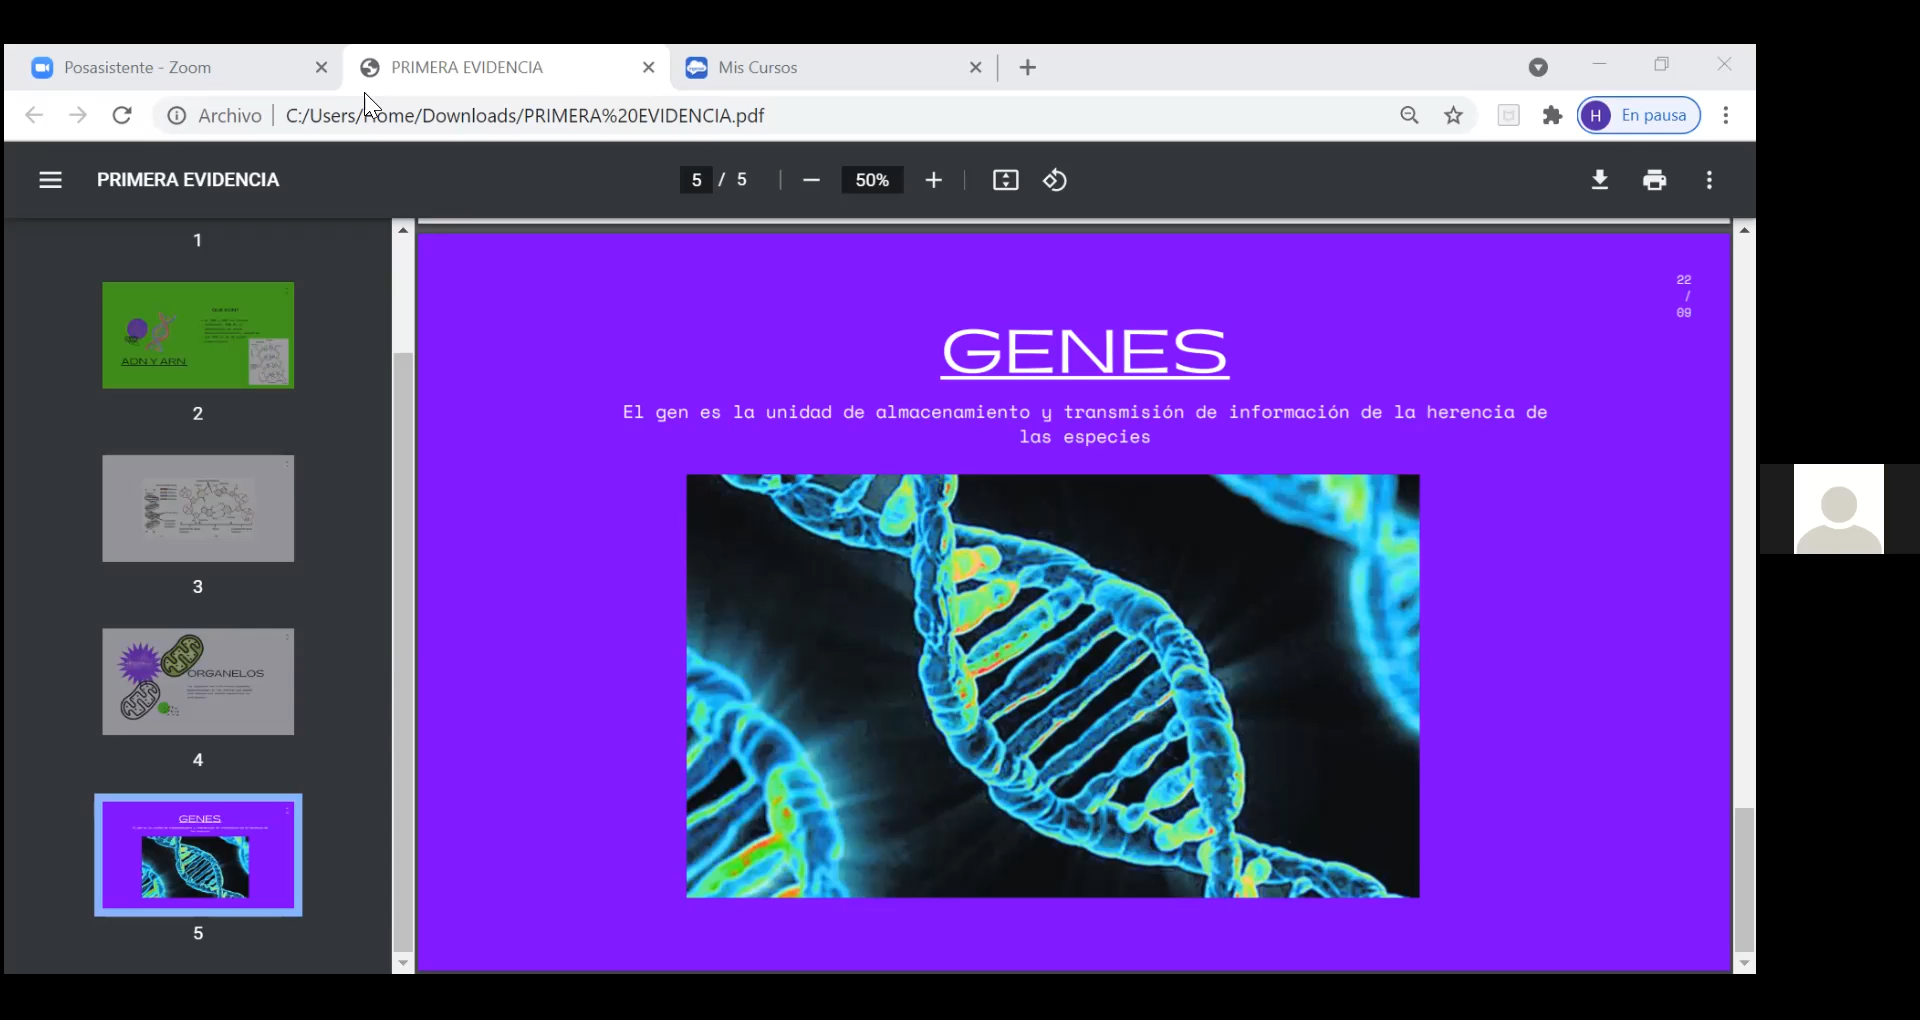 Posasistente - Zoom
PRIMERA EVIDENCIA
Mis Cursos
Archivo
C:/Users/Home/Downloads/PRIMERA%20EVIDENCIA.pdf
H
En pausa
PRIMERA EVIDENCIA
5 / 5
50%
1
ADN Y ARN
2
3
ORGANELOS
4
GENES
5
22
/
09
GENES
El gen es la unidad de almacenamiento y transmisión de información de la herencia de
las especies